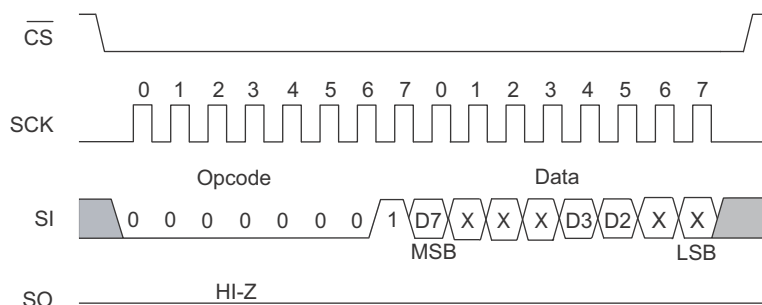 CS
0 1 2 3 4 5 6 7 0 1 2 3 4 5 6 7
SCK
Opcode Data
SI 0 0 0 0 0 0 0 1 D7 X X X D3 D2 X X
MSB LSB
HI-Z
SO